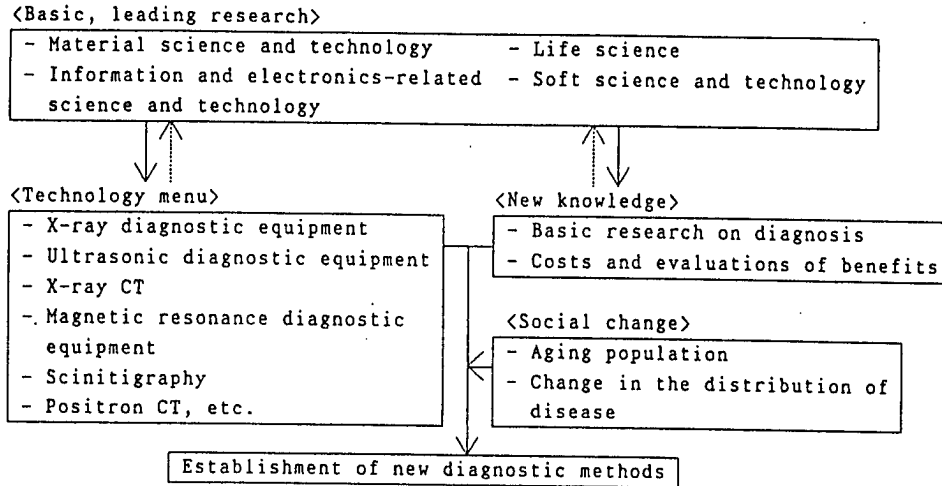 <Basic, leading research>
- Material science and technology - Life science
- Information and electronics-related - Soft science and technology
science and technology
<Technology menu>
- X-ray diagnostic equipment
- Ultrasonic diagnostic equipment
- X-ray CT
- Magnetic resonance diagnostic
equipment
- Scinitigraphy
- Positron CT, etc.
<New knowledge>
- Basic research on diagnosis
- Costs and evaluations of benefits
<Social change>
- Aging population
- Change in the distribution of
disease
Establishment of new diagnostic methods